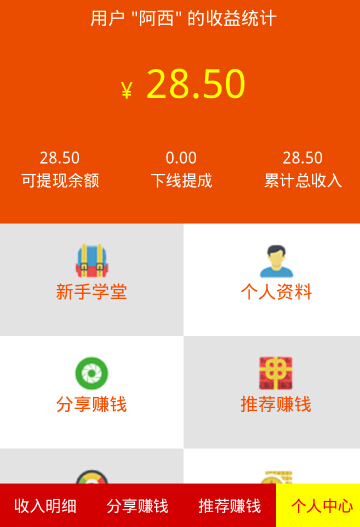 用户 "阿西" 的收益统计
¥ 28.50
28.50 0.00 28.50
可提现余额 下线提成 累计总收入
新手学堂 个人资料
分享赚钱 推荐赚钱
收入明细 分享赚钱 推荐赚钱 个人中心